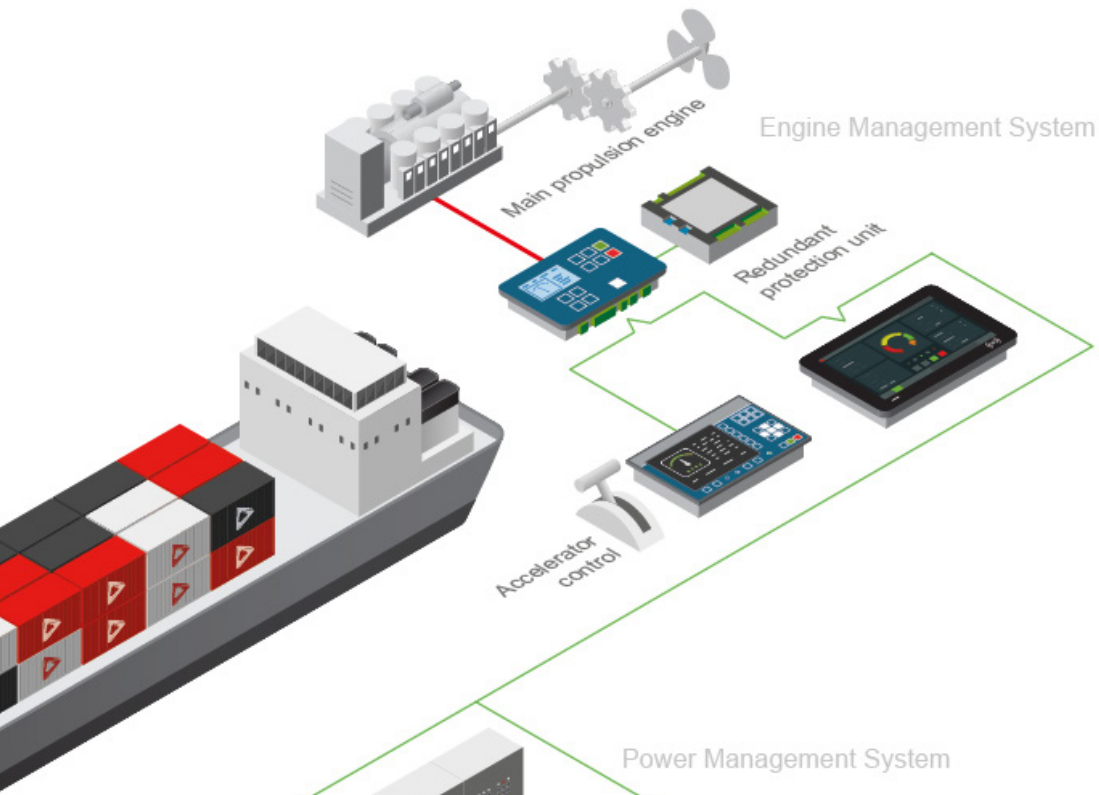 Engine Management System
Main propulsion engine
Redundant
protection unit
Accelerator
control
Power Management System